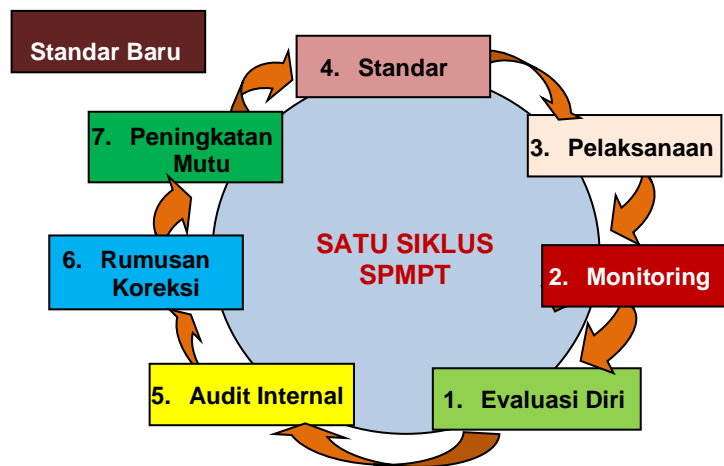 Standar Baru
4. Standar
7. Peningkatan
Mutu
3. Pelaksanaan
SATU SIKLUS
SPMPT
6. Rumusan
Koreksi
2. Monitoring
5. Audit Internal
1. Evaluasi Diri